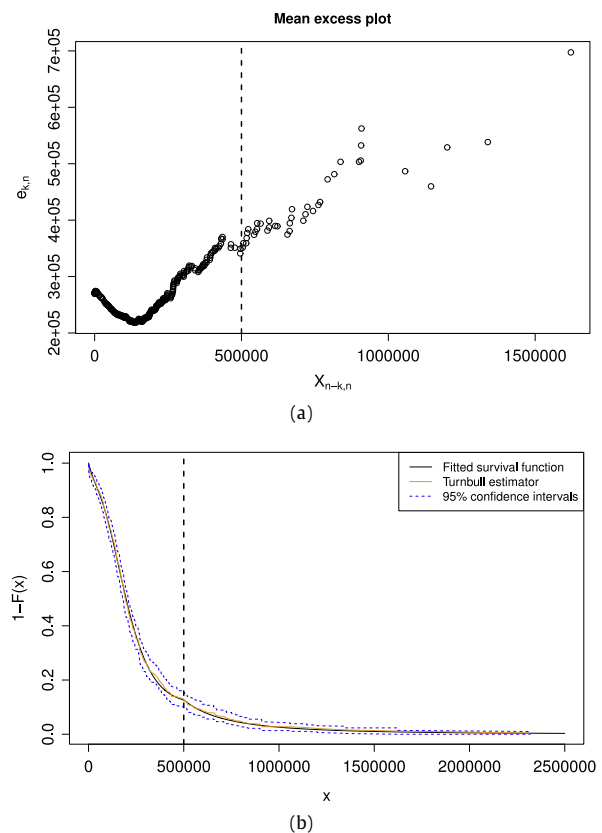 Mean excess plot
7e+05
6e+05
5e+05
4e+05
3e+05
2e+05
e_{k,n}
0 500000 1000000 1500000
X_{n−k,n}
(a)
Fitted survival function
Turnbull estimator
95% confidence intervals
1.0
0.8
0.6
0.4
0.2
0.0
1−F(x)
0 500000 1000000 1500000 2000000 2500000
x
(b)